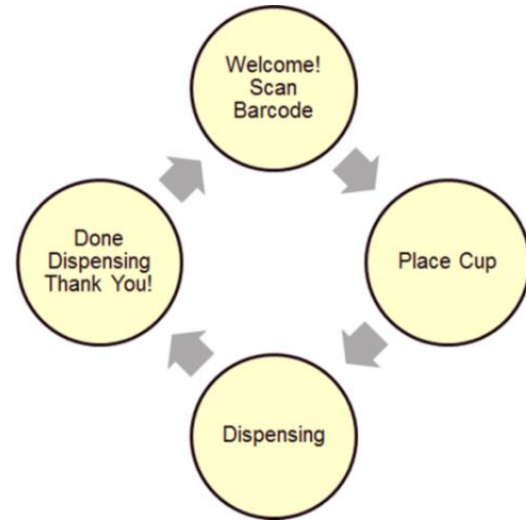 Welcome!
Scan
Barcode
Place Cup
Dispensing
Done
Dispensing
Thank You!